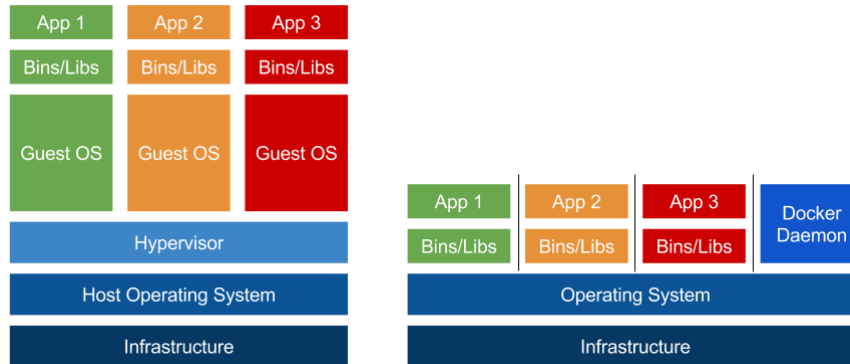 App 1
App 2
App 3
Bins/Libs
Bins/Libs
Bins/Libs
Guest OS
Guest OS
Guest OS
Hypervisor
Host Operating System
Infrastructure
App 1
App 2
App 3
Docker
Daemon
Bins/Libs
Bins/Libs
Bins/Libs
Operating System
Infrastructure